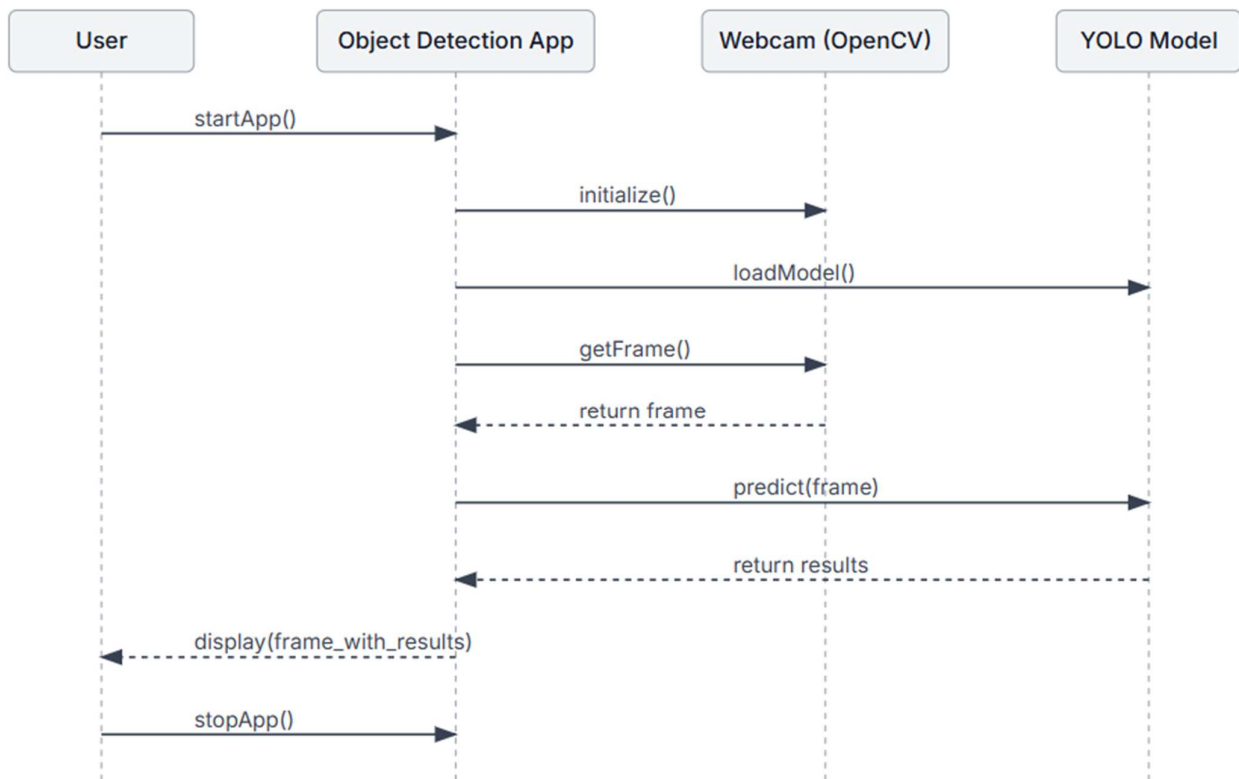 User
Object Detection App
Webcam (OpenCV)
YOLO Model
startApp()
initialize()
loadModel()
getFrame()
return frame
predict(frame)
return results
display(frame_with_results)
stopApp()